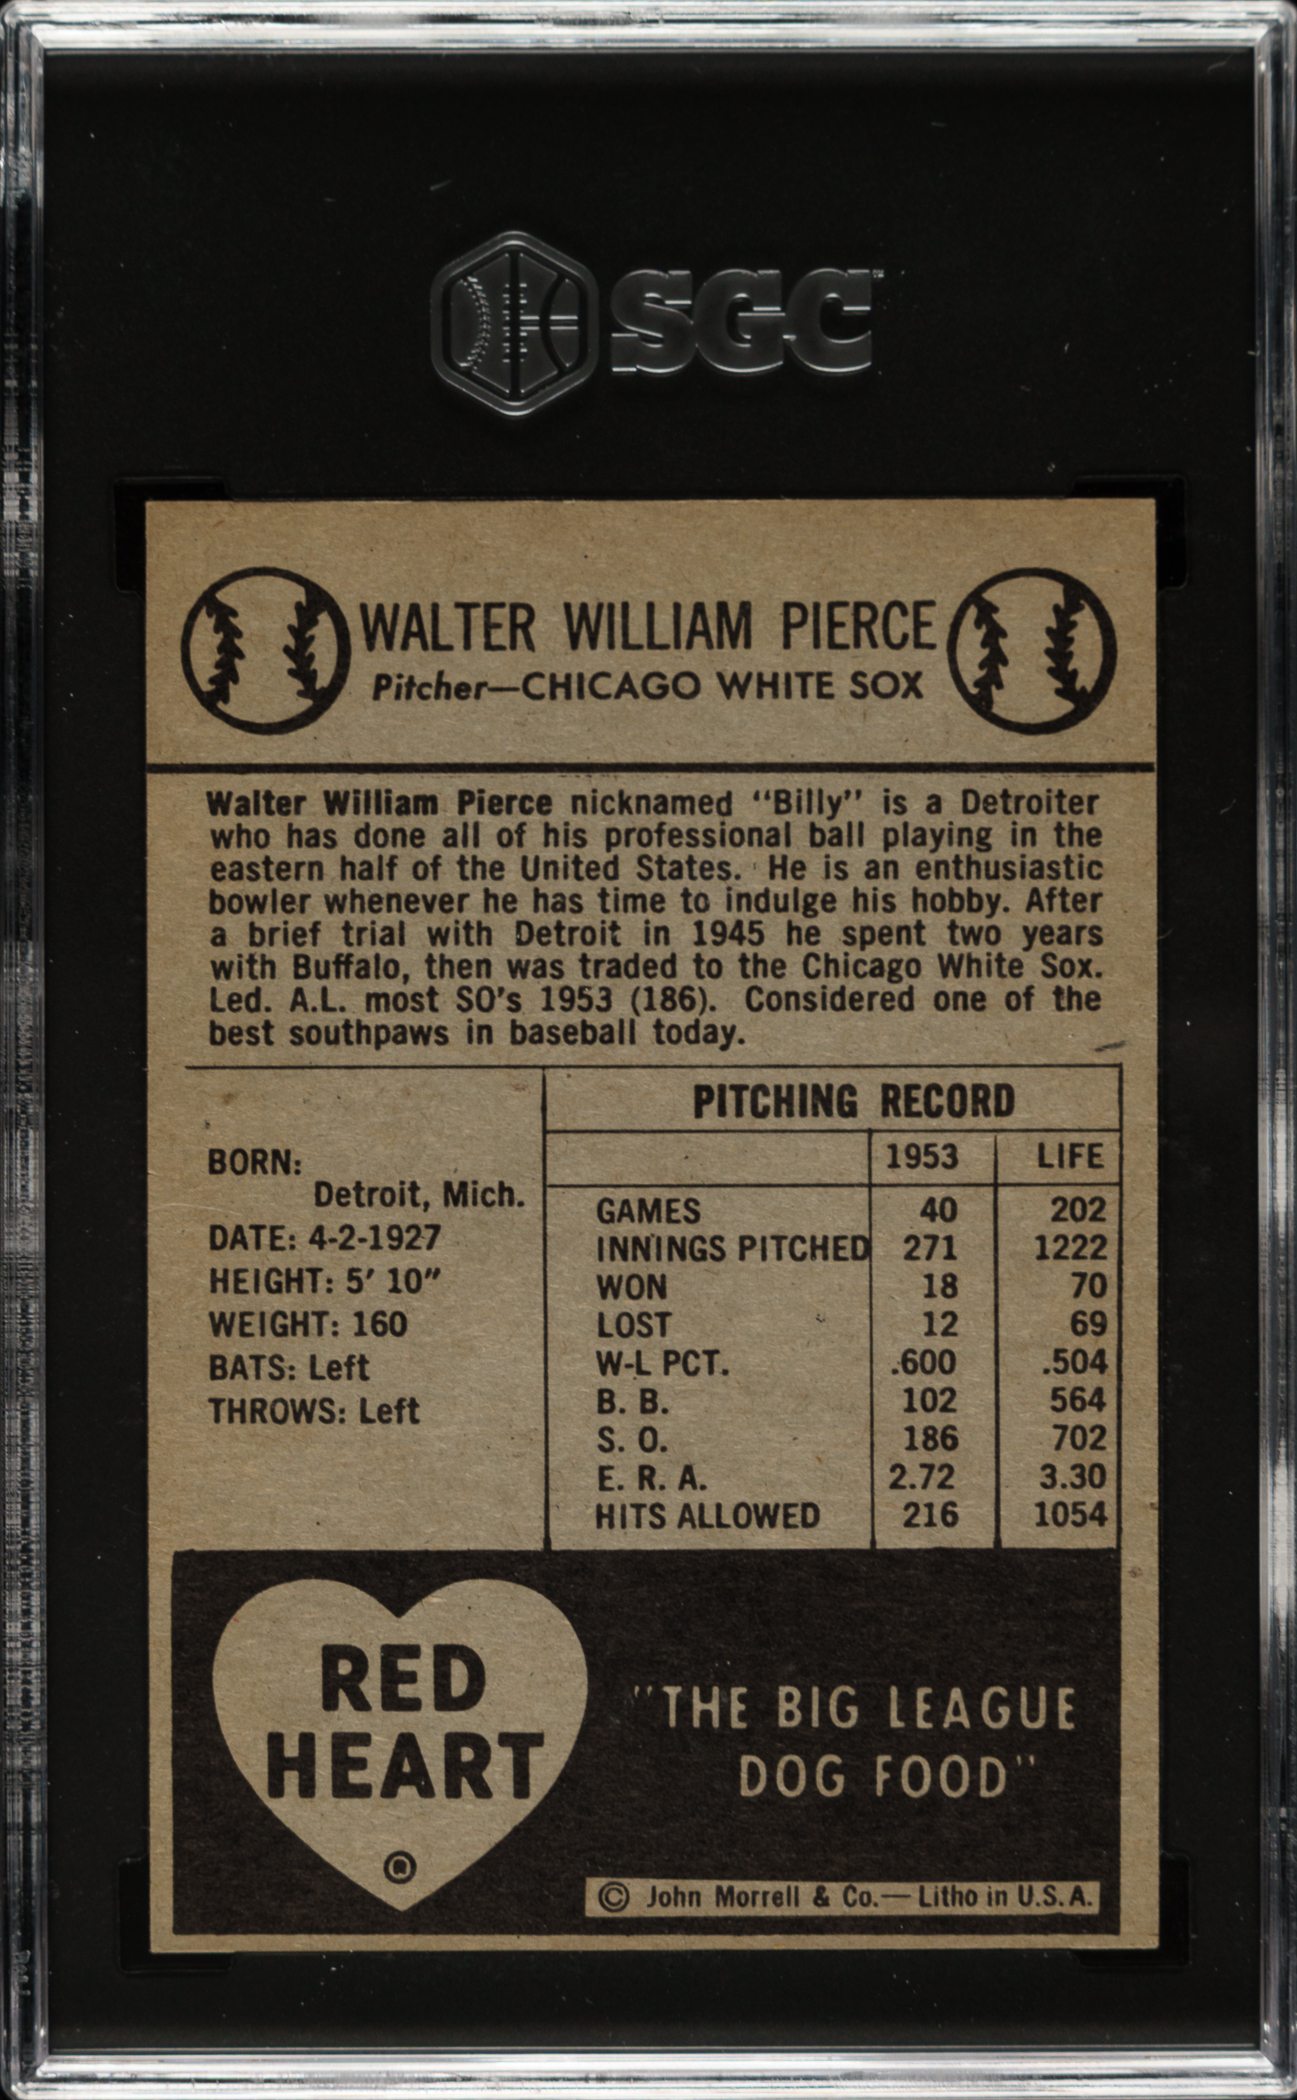 SGC
WALTER WILLIAM PIERCE
Pitcher—CHICAGO WHITE SOX
Walter William Pierce nicknamed "Billy" is a Detroiter
who has done all of his professional ball playing in the
eastern half of the United States. He is an enthusiastic
bowler whenever he has time to indulge his hobby. After
a brief trial with Detroit in 1945 he spent two years
with Buffalo, then was traded to the Chicago White Sox.
Led. A.L. most SO's 1953 (186). Considered one of the
best southpaws in baseball today.
BORN:
Detroit, Mich.
DATE: 4-2-1927
HEIGHT: 5' 10"
WEIGHT: 160
BATS: Left
THROWS: Left
PITCHING RECORD
1953 LIFE
GAMES 40 202
INNINGS PITCHED 271 1222
WON 18 70
LOST 12 69
W-L PCT. .600 .504
B. B. 102 564
S. O. 186 702
E. R. A. 2.72 3.30
HITS ALLOWED 216 1054
RED
HEART
®
"THE BIG LEAGUE
DOG FOOD"
© John Morrell & Co.— Litho in U.S.A.